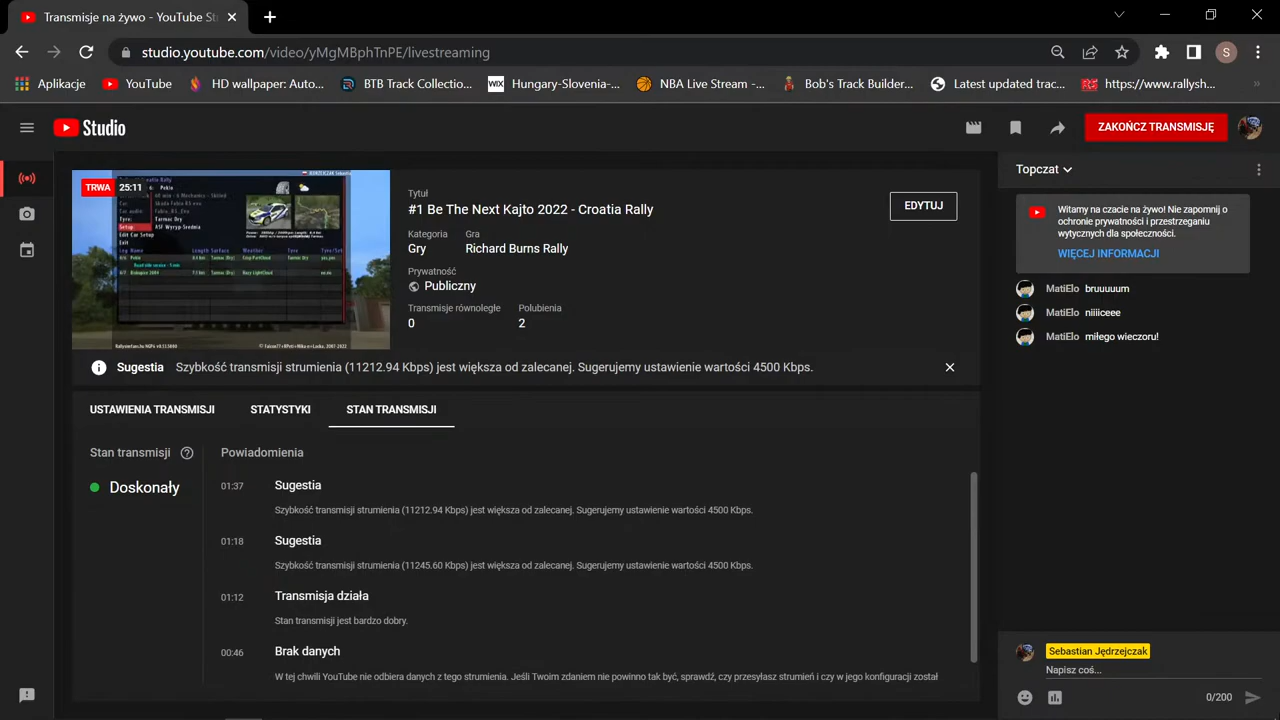 Transmisje na żywo - YouTube St
studio.youtube.com/video/yMgMBphTnPE/livestreaming
S
Aplikacje
YouTube
HD wallpaper: Auto...
BTB Track Collectio...
WIX
Hungary-Slovenia-...
NBA Live Stream -...
Bob's Track Builder...
Latest updated trac...
https://www.rallysh...
»
Studio
ZAKOŃCZ TRANSMISJĘ
TRWA 25:11
Tytuł
#1 Be The Next Kajto 2022 - Croatia Rally
EDYTUJ
Kategoria Gra
Gry Richard Burns Rally
Prywatność
Publiczny
Transmisje równoległe Polubienia
0 2
Setup:
Edit Car Setup
Exit
Sugestia Szybkość transmisji strumienia (11212.94 Kbps) jest większa od zalecanej. Sugerujemy ustawienie wartości 4500 Kbps.
USTAWIENIA TRANSMISJI STATYSTYKI STAN TRANSMISJI
Stan transmisji
Doskonały
Powiadomienia
01:37 Sugestia
Szybkość transmisji strumienia (11212.94 Kbps) jest większa od zalecanej. Sugerujemy ustawienie wartości 4500 Kbps.
01:18 Sugestia
Szybkość transmisji strumienia (11245.60 Kbps) jest większa od zalecanej. Sugerujemy ustawienie wartości 4500 Kbps.
01:12 Transmisja działa
Stan transmisji jest bardzo dobry.
00:46 Brak danych
W tej chwili YouTube nie odbiera danych z tego strumienia. Jeśli Twoim zdaniem nie powinno tak być, sprawdź, czy przesyłasz strumień i czy w jego konfiguracji został
Topczat
Witamy na czacie na żywo! Nie zapomnij o
ochronie prywatności i przestrzeganiu
wytycznych dla społeczności.
WIĘCEJ INFORMACJI
MatiElo bruuuuum
MatiElo niiiiceee
MatiElo miłego wieczoru!
Sebastian Jędrzejczak
Napisz coś...
0/200